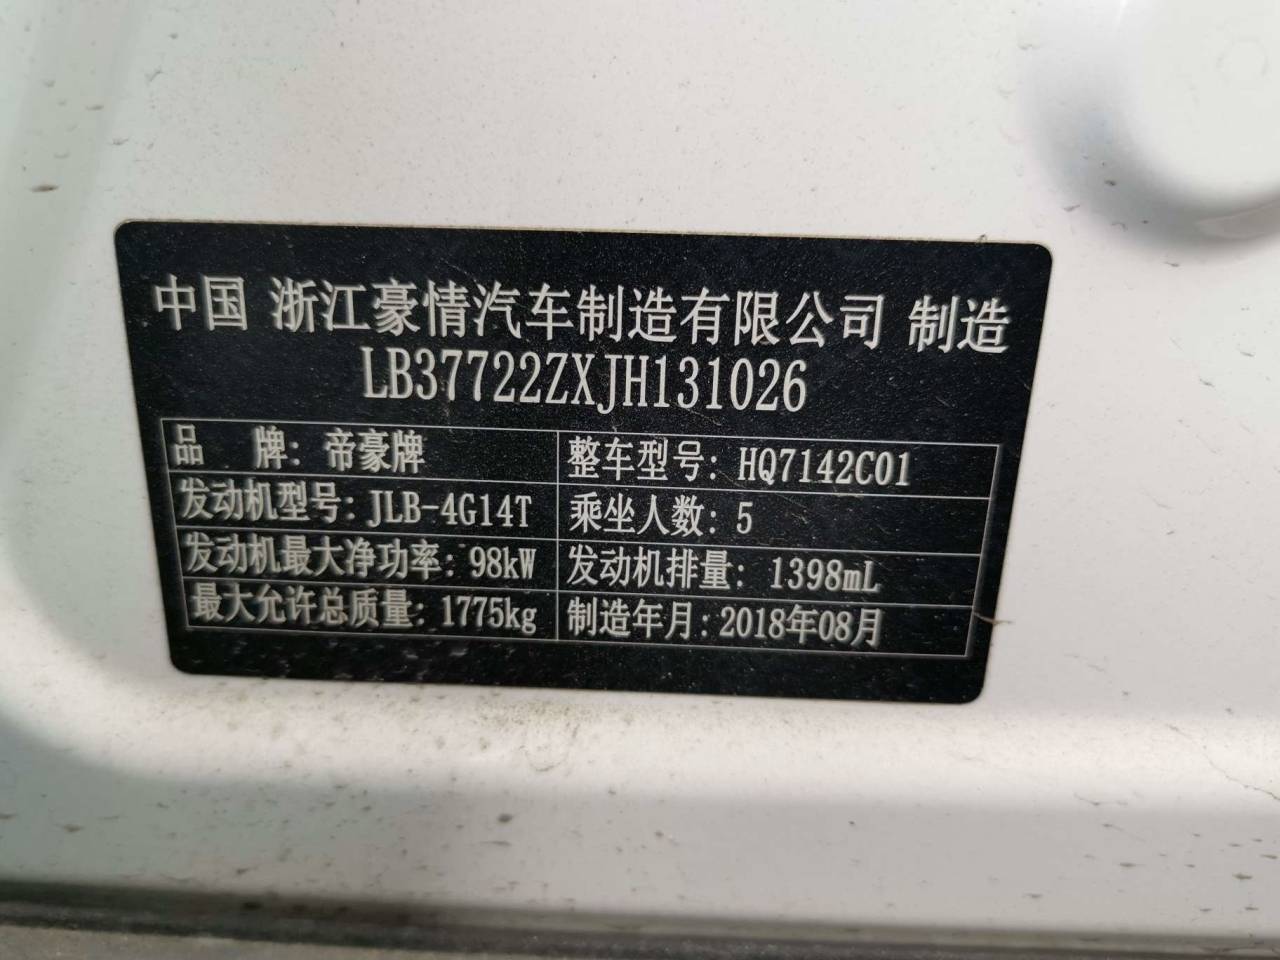 中国 浙江豪情汽车制造有限公司 制造
LB37722ZXJH131026
品 牌: 帝豪牌 整车型号: HQ7142C01
发动机型号: JLB-4G14T 乘坐人数: 5
发动机最大净功率: 98kW 发动机排量: 1398mL
最大允许总质量: 1775kg 制造年月: 2018年08月